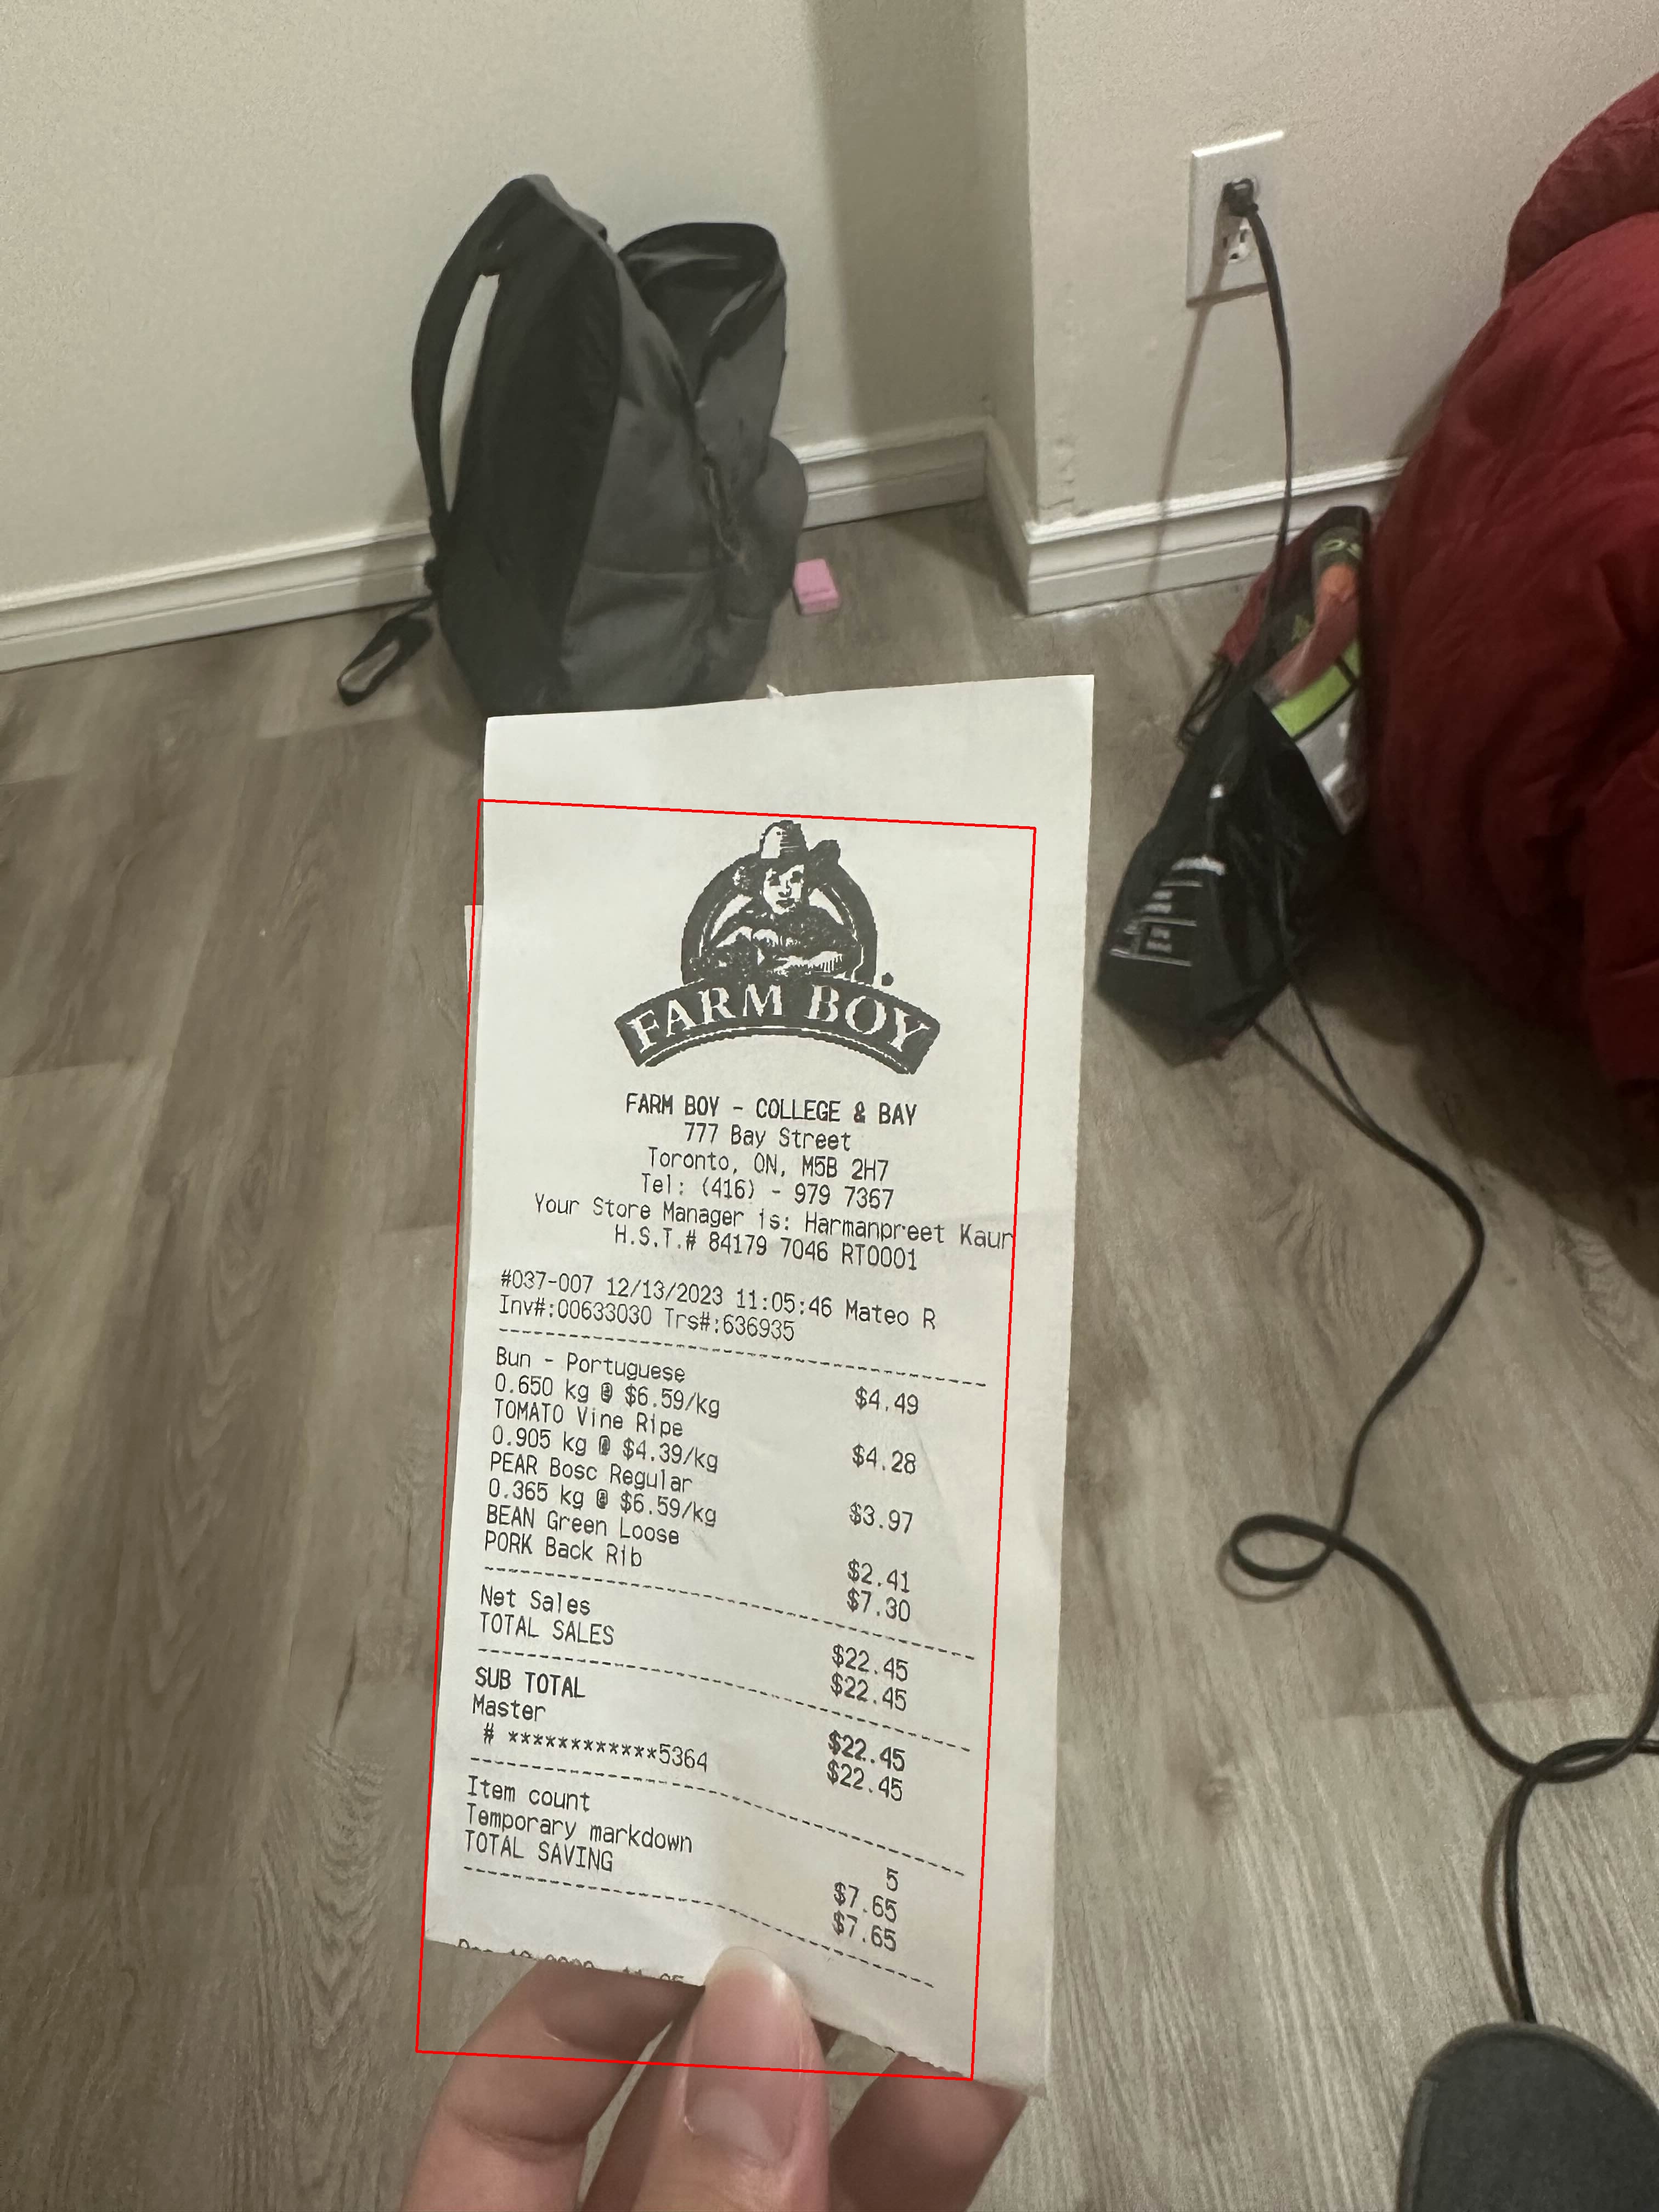 FARM BOY
FARM BOY - COLLEGE & BAY
777 Bay Street
Toronto, ON, M5B 2H7
Tel: (416) - 979 7367
Your Store Manager is: Harmanpreet Kaur
H.S.T.# 84179 7046 RT0001
#037-007 12/13/2023 11:05:46 Mateo R
Inv#:00633030 Trs#:636935
Bun - Portuguese $4.49
0.650 kg @ $6.59/kg
TOMATO Vine Ripe $4.28
0.905 kg @ $4.39/kg
PEAR Bosc Regular $3.97
0.365 kg @ $6.59/kg
BEAN Green Loose $2.41
PORK Back Rib $7.30
Net Sales $22.45
TOTAL SALES $22.45
SUB TOTAL $22.45
Master $22.45
# ************5364
Item count 5
Temporary markdown $7.65
TOTAL SAVING $7.65